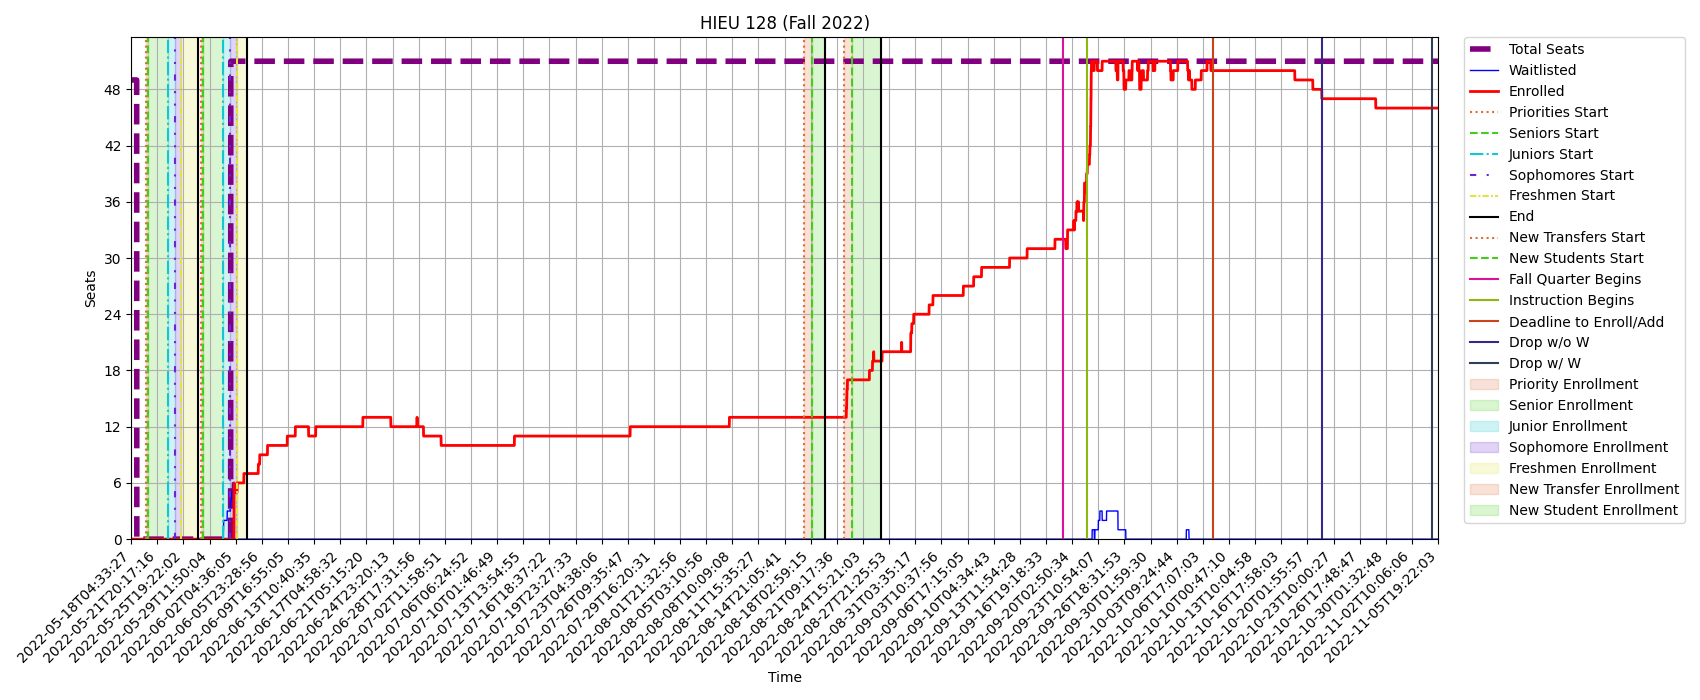 HIEU 128 (Fall 2022)
Seats
48
42
36
30
24
18
12
6
0
2022-05-18T04:33:27
2022-05-21T20:17:16
2022-05-25T19:22:02
2022-05-29T11:50:04
2022-06-02T04:36:05
2022-06-05T23:28:56
2022-06-09T16:55:05
2022-06-13T10:40:35
2022-06-17T04:58:32
2022-06-21T05:15:20
2022-06-24T23:20:13
2022-06-28T17:31:56
2022-07-02T11:58:51
2022-07-06T06:24:52
2022-07-10T01:46:49
2022-07-13T13:54:55
2022-07-16T18:37:22
2022-07-19T23:27:33
2022-07-23T04:38:06
2022-07-26T09:35:47
2022-07-29T16:20:31
2022-08-01T21:32:56
2022-08-05T03:10:56
2022-08-08T10:09:08
2022-08-11T15:35:27
2022-08-14T21:05:41
2022-08-18T02:59:15
2022-08-21T09:17:36
2022-08-24T15:21:03
2022-08-27T21:25:53
2022-08-31T03:35:17
2022-09-03T10:37:56
2022-09-06T17:15:05
2022-09-10T04:34:43
2022-09-13T11:54:28
2022-09-16T19:18:33
2022-09-20T02:50:34
2022-09-23T10:54:07
2022-09-26T18:31:53
2022-09-30T01:59:30
2022-10-03T09:24:44
2022-10-06T17:07:03
2022-10-10T00:47:10
2022-10-13T10:04:58
2022-10-16T17:58:03
2022-10-20T01:55:57
2022-10-23T10:00:27
2022-10-26T17:48:47
2022-10-30T01:32:48
2022-11-02T10:06:06
2022-11-05T19:22:03
Time
Total Seats
Waitlisted
Enrolled
Priorities Start
Seniors Start
Juniors Start
Sophomores Start
Freshmen Start
End
New Transfers Start
New Students Start
Fall Quarter Begins
Instruction Begins
Deadline to Enroll/Add
Drop w/o W
Drop w/ W
Priority Enrollment
Senior Enrollment
Junior Enrollment
Sophomore Enrollment
Freshmen Enrollment
New Transfer Enrollment
New Student Enrollment